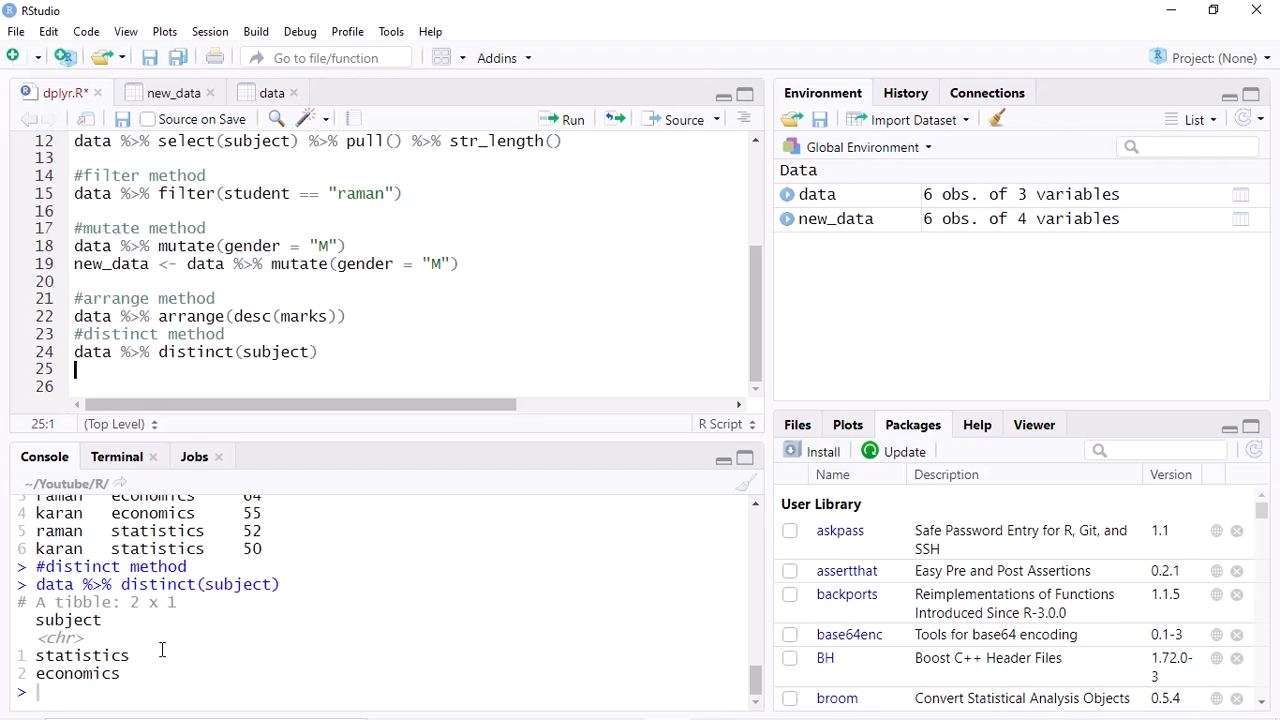 RStudio
File Edit Code View Plots Session Build Debug Profile Tools Help
Go to file/function Addins Project: (None)
dplyr.R* new_data data
Source on Save Run Source
12 data %>% select(subject) %>% pull() %>% str_length()
13
14 #filter method
15 data %>% filter(student == "raman")
16
17 #mutate method
18 data %>% mutate(gender = "M")
19 new_data <- data %>% mutate(gender = "M")
20
21 #arrange method
22 data %>% arrange(desc(marks))
23 #distinct method
24 data %>% distinct(subject)
25
26
25:1 (Top Level) R Script
Console Terminal Jobs
~/Youtube/R/
3 raman economics 64
4 karan economics 55
5 raman statistics 52
6 karan statistics 50
> #distinct method
> data %>% distinct(subject)
# A tibble: 2 x 1
subject
<chr>
1 statistics
2 economics
>
Environment History Connections
Import Dataset List
Global Environment
Data
data 6 obs. of 3 variables
new_data 6 obs. of 4 variables
Files Plots Packages Help Viewer
Install Update
Name Description Version
User Library
askpass Safe Password Entry for R, Git, and 1.1
SSH
assertthat Easy Pre and Post Assertions 0.2.1
backports Reimplementations of Functions 1.1.5
Introduced Since R-3.0.0
base64enc Tools for base64 encoding 0.1-3
BH Boost C++ Header Files 1.72.0-
3
broom Convert Statistical Analysis Objects 0.5.4